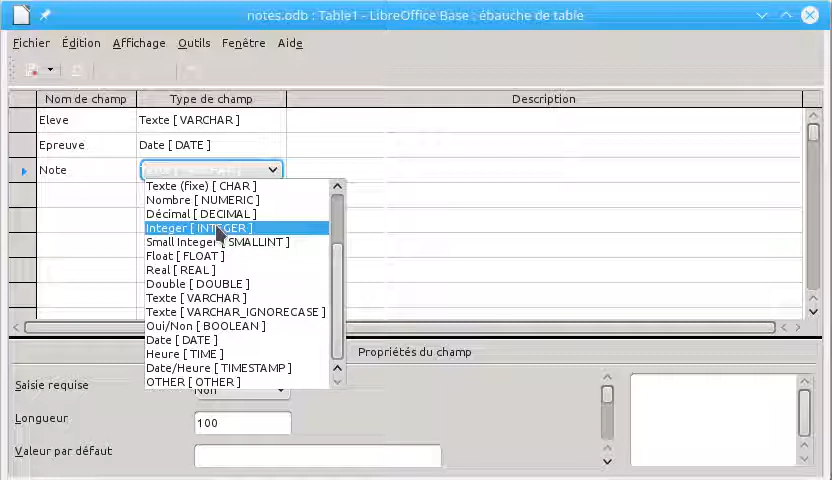 notes.odb : Table1 - LibreOffice Base : ébauche de table
Fichier Édition Affichage Outils Fenêtre Aide
Nom de champ Type de champ Description
Eleve Texte [ VARCHAR ]
Epreuve Date [ DATE ]
Note
Texte (fixe) [ CHAR ]
Nombre [ NUMERIC ]
Décimal [ DECIMAL ]
Integer [ INTEGER ]
Small Integer [ SMALLINT ]
Float [ FLOAT ]
Real [ REAL ]
Double [ DOUBLE ]
Texte [ VARCHAR ]
Texte [ VARCHAR_IGNORECASE ]
Oui/Non [ BOOLEAN ]
Date [ DATE ]
Heure [ TIME ]
Date/Heure [ TIMESTAMP ]
OTHER [ OTHER ]
Propriétés du champ
Saisie requise Non
Longueur 100
Valeur par défaut